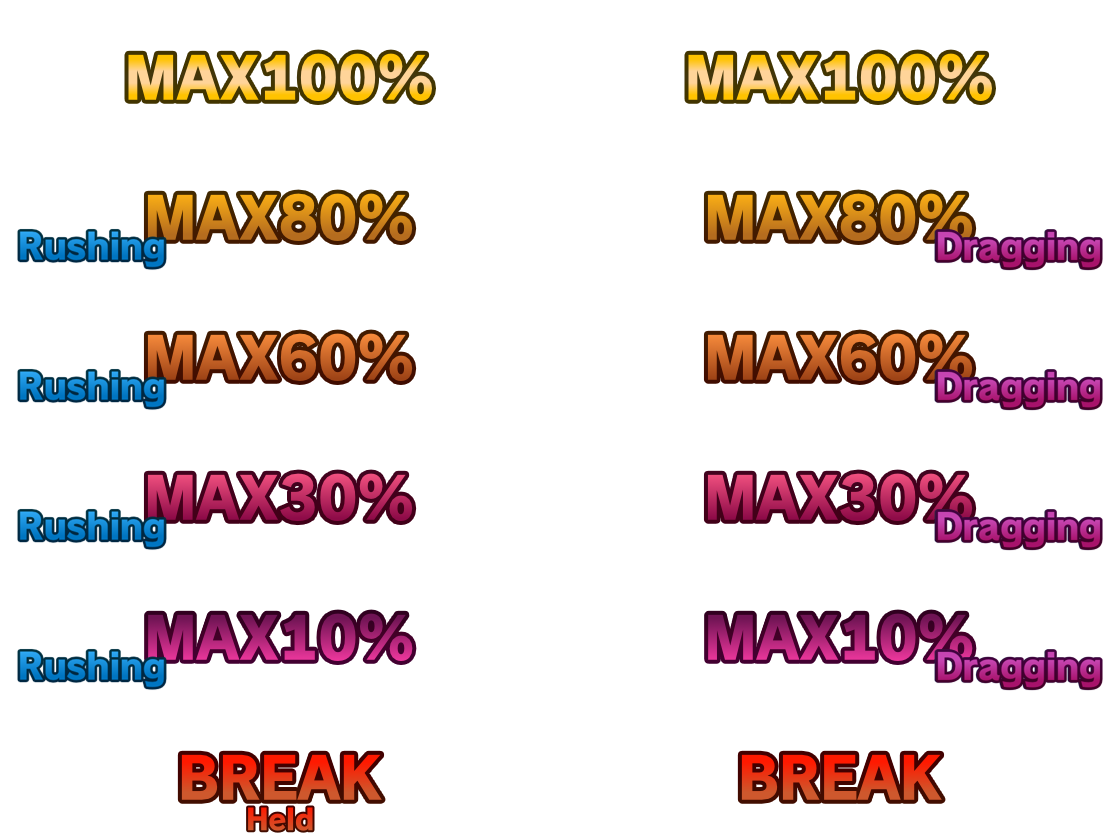 MAX100% MAX100%
MAX80% MAX80%
Rushing Dragging
MAX60% MAX60%
Rushing Dragging
MAX30% MAX30%
Rushing Dragging
MAX10% MAX10%
Rushing Dragging
BREAK BREAK
Held